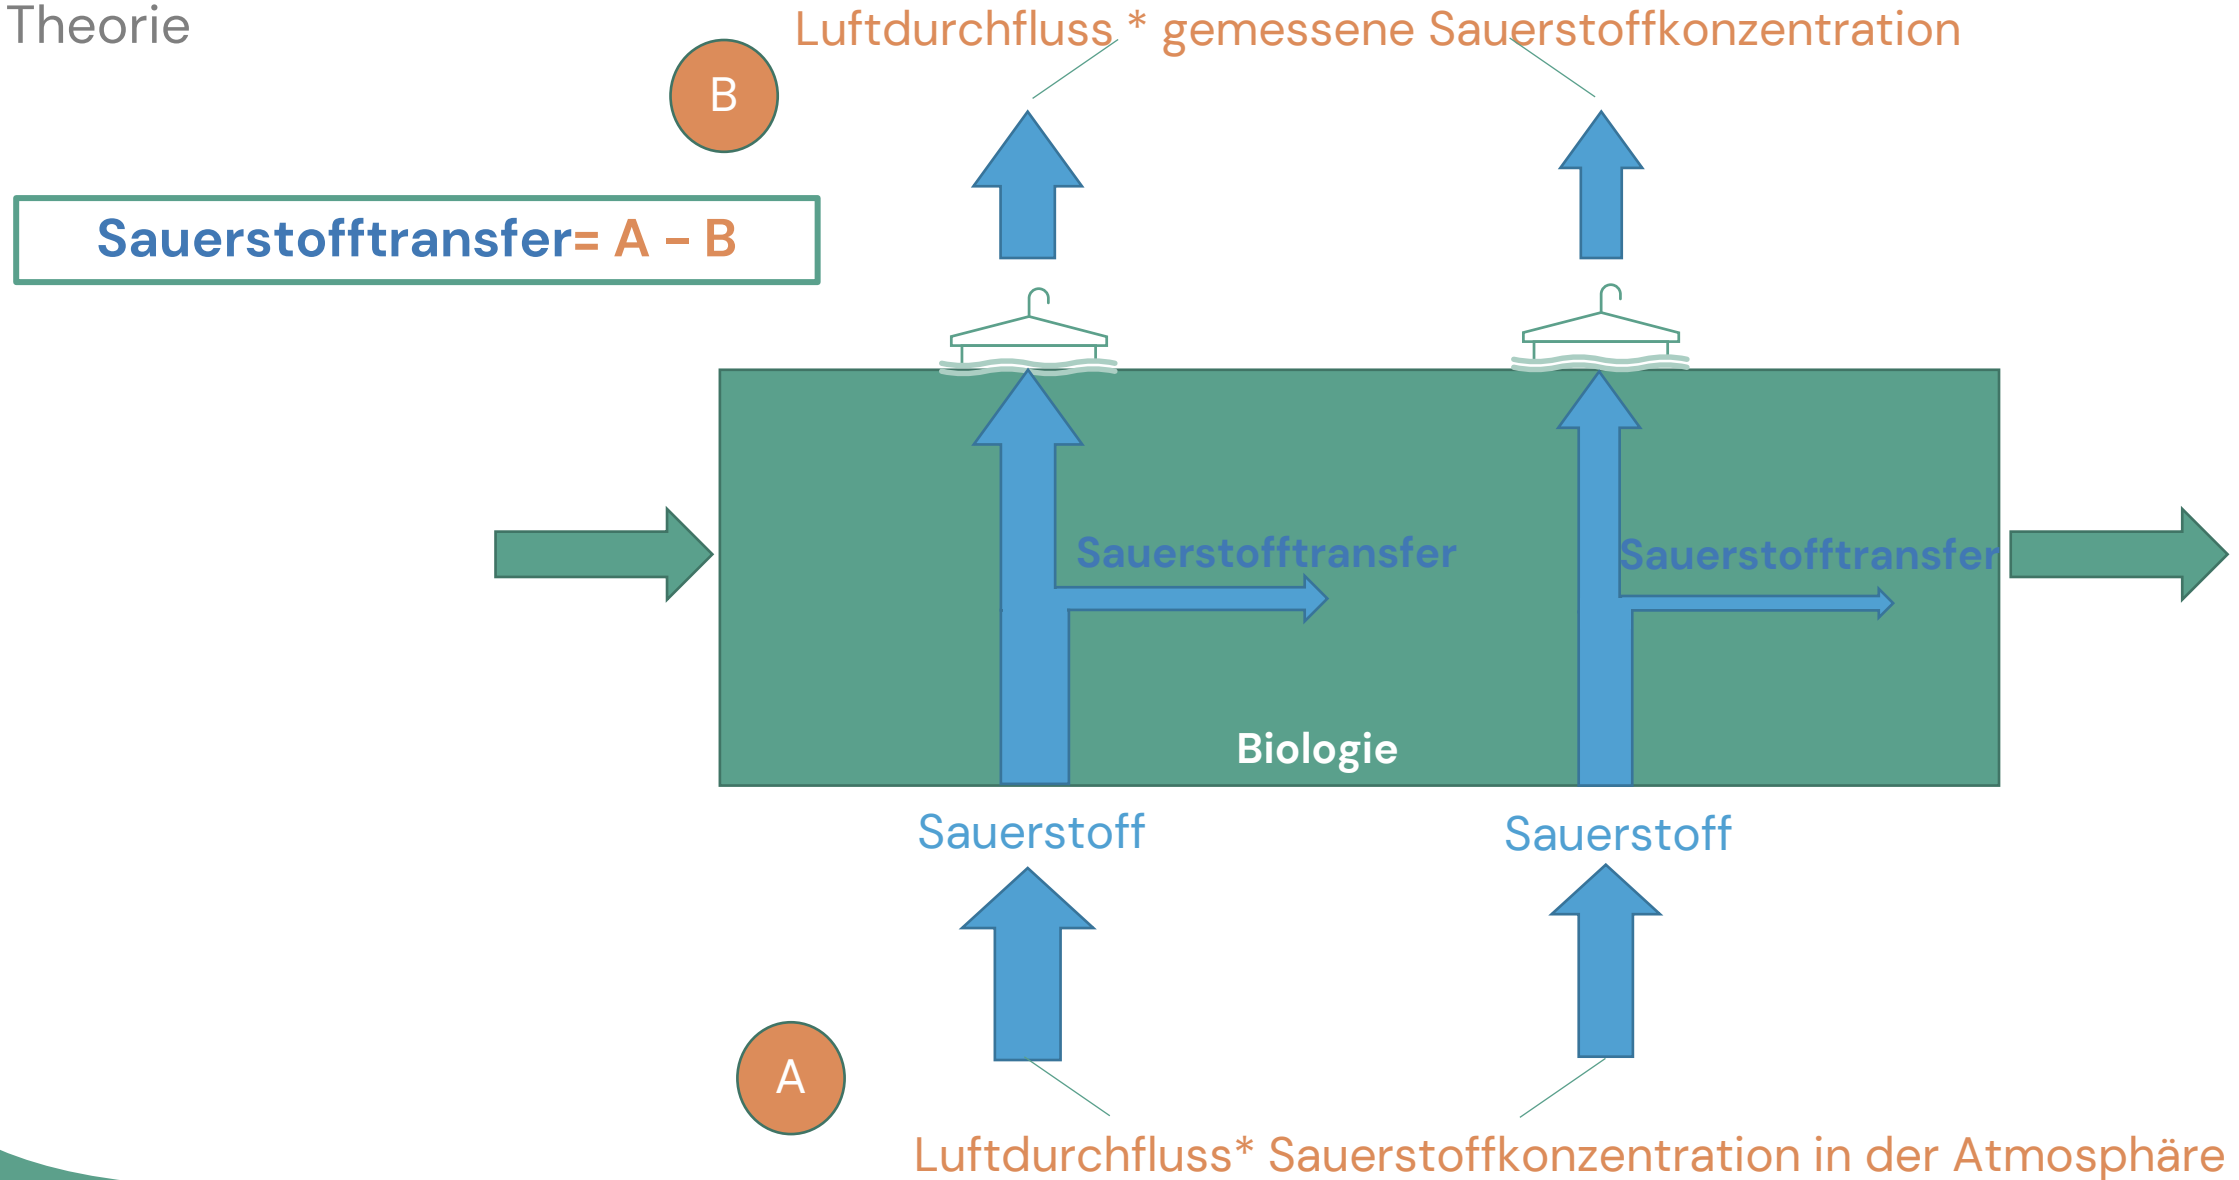 Theorie
Luftdurchfluss * gemessene Sauerstoffkonzentration
B
Sauerstofftransfer= A – B
Sauerstofftransfer
Sauerstofftransfer
Biologie
Sauerstoff
Sauerstoff
A
Luftdurchfluss* Sauerstoffkonzentration in der Atmosphäre